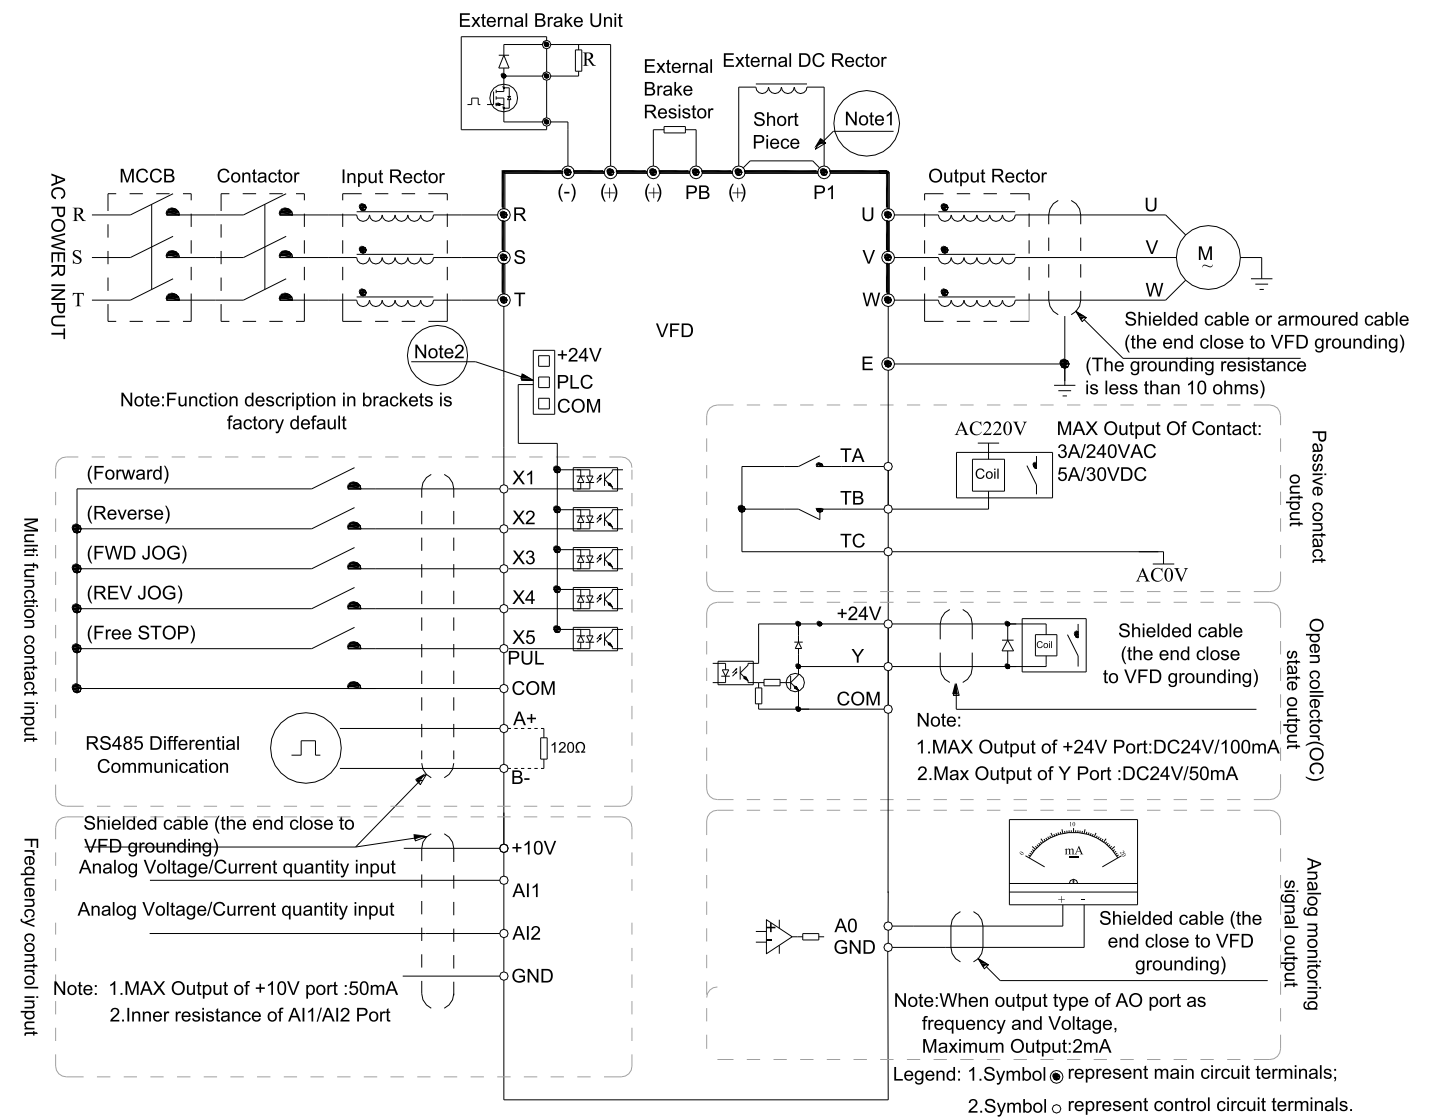 External Brake Unit
R
External
Brake
Resistor
External DC Rector
Short
Piece
Note1
MCCB
Contactor
Input Rector
(-)
(+)
(+)
PB
(+)
P1
Output Rector
AC POWER INPUT
R
S
T
R
S
T
U
V
W
U
V
W
M
~
VFD
Shielded cable or armoured cable
(the end close to VFD grounding)
(The grounding resistance
is less than 10 ohms)
E
Note2
+24V
PLC
COM
Note:Function description in brackets is
factory default
Multi function contact input
(Forward)
(Reverse)
(FWD JOG)
(REV JOG)
(Free STOP)
X1
X2
X3
X4
X5
PUL
COM
RS485 Differential
Communication
A+
120Ω
B-
Shielded cable (the end close to
VFD grounding)
Frequency control input
Analog Voltage/Current quantity input
Analog Voltage/Current quantity input
+10V
AI1
AI2
GND
Note: 1.MAX Output of +10V port :50mA
2.Inner resistance of AI1/AI2 Port
TA
TB
TC
AC220V
Coil
MAX Output Of Contact:
3A/240VAC
5A/30VDC
AC0V
Passive contact
output
+24V
Y
COM
Coil
Shielded cable
(the end close
to VFD grounding)
Note:
1.MAX Output of +24V Port:DC24V/100mA
2.Max Output of Y Port :DC24V/50mA
Open collector(OC)
state output
0
10
20
mA
+ -
A0
GND
Shielded cable (the
end close to VFD
grounding)
Note:When output type of AO port as
frequency and Voltage,
Maximum Output:2mA
Analog monitoring
signal output
Legend: 1.Symbol represent main circuit terminals;
2.Symbol represent control circuit terminals.